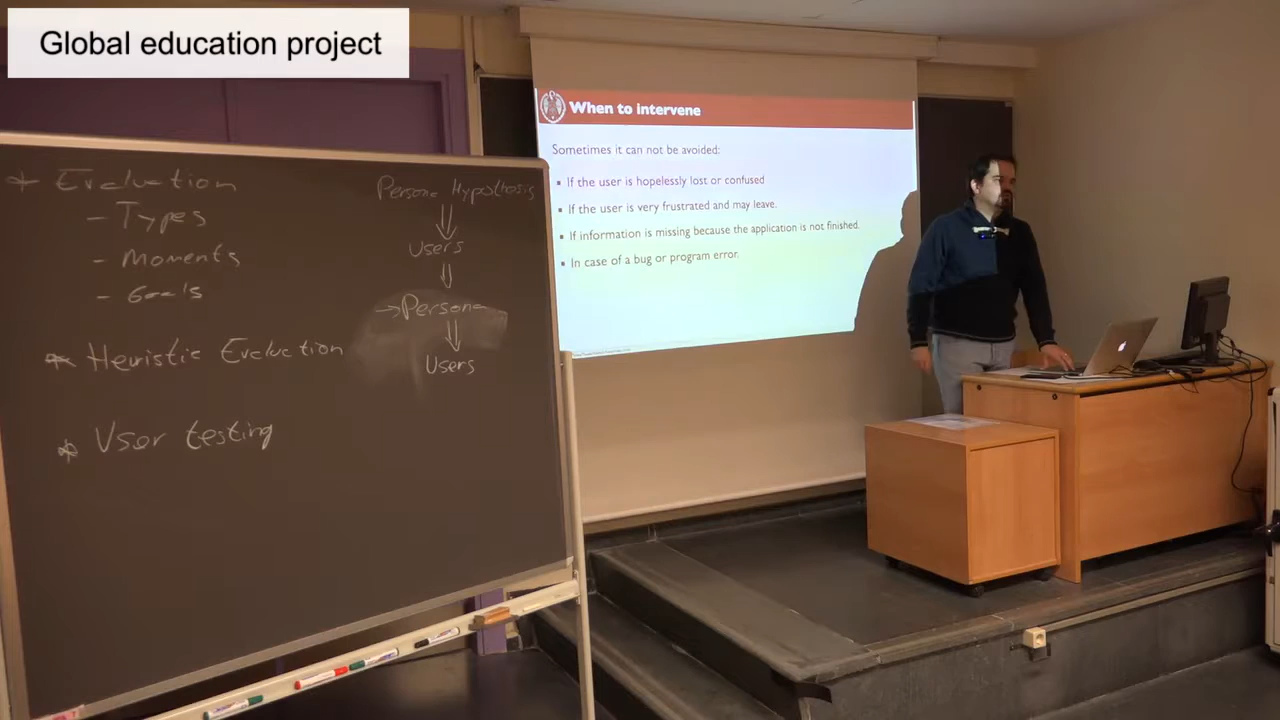 Global education project
* Evaluation
- Types
- Moments
- Goals
* Heuristic Evaluation
* User testing
Persona Hypothesis
⇓
Users
⇓
→ Persona
⇓
Users
When to intervene
Sometimes it can not be avoided:
▪ If the user is hopelessly lost or confused
▪ If the user is very frustrated and may leave.
▪ If information is missing because the application is not finished.
▪ In case of a bug or program error.